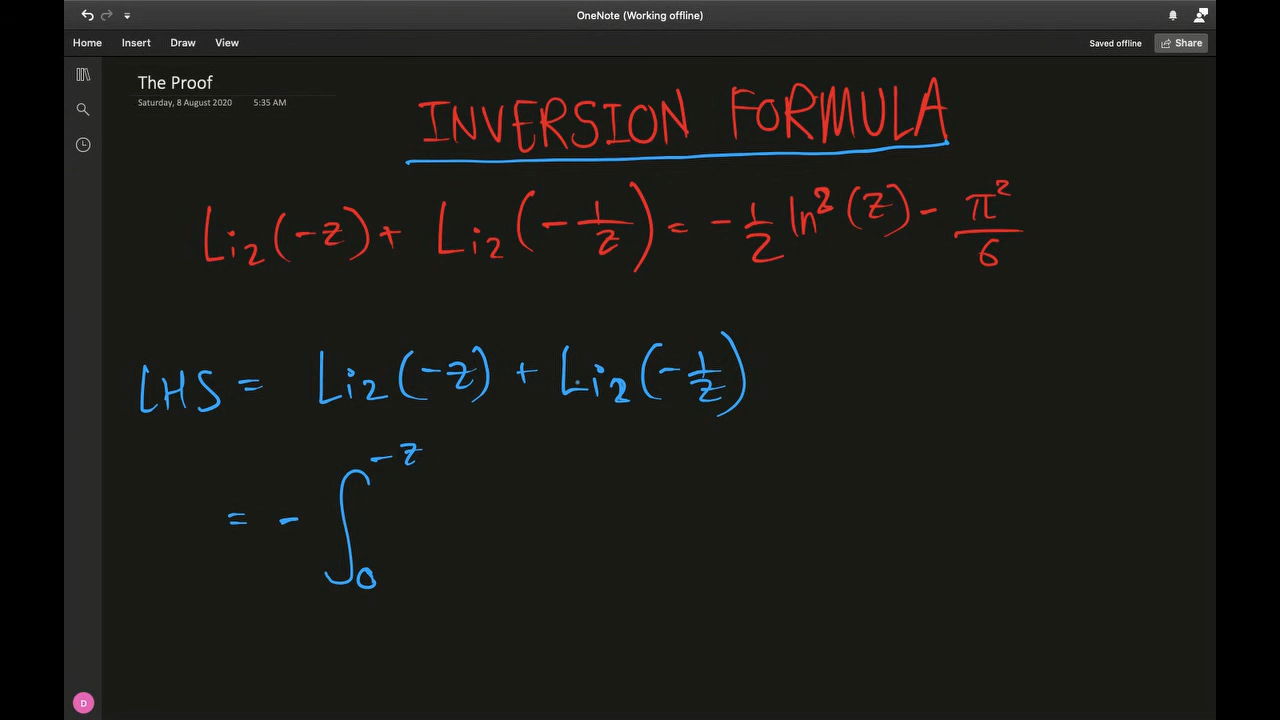 OneNote (Working offline)
Home Insert Draw View Saved offline Share
The Proof
Saturday, 8 August 2020 5:35 AM
INVERSION FORMULA
Li₂(-z) + Li₂(-1/z) = -1/2 ln²(z) - π²/6
LHS = Li₂(-z) + Li₂(-1/z)
= - ∫₀^-z
D